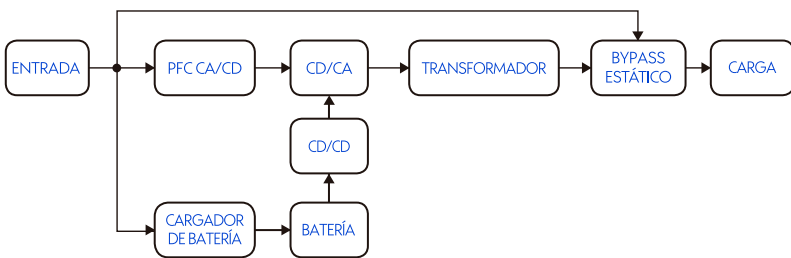 ENTRADA
PFC CA/CD
CD/CA
TRANSFORMADOR
BYPASS
ESTÁTICO
CARGA
CD/CD
CARGADOR
DE BATERÍA
BATERÍA